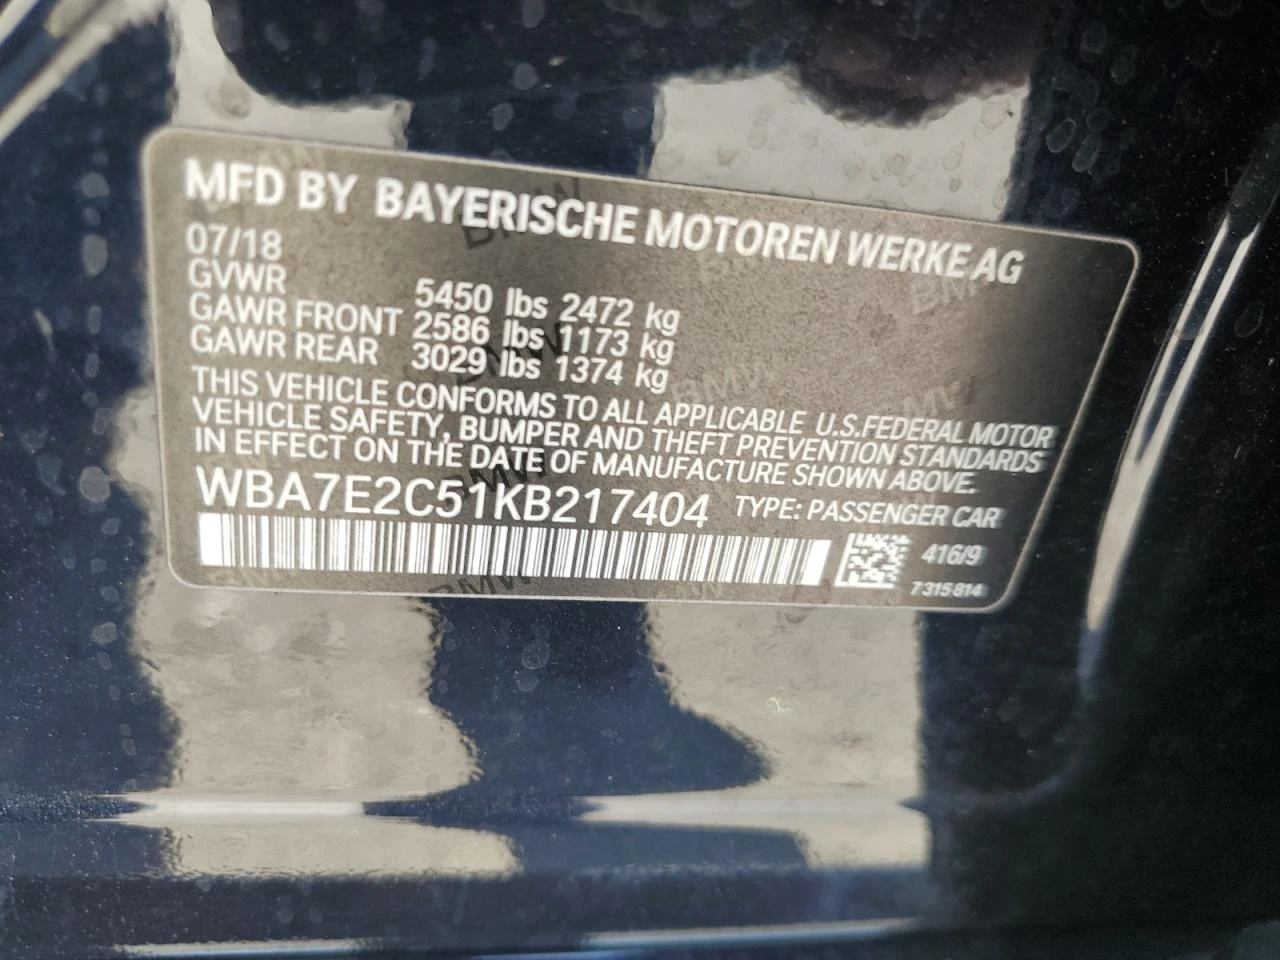 MFD BY BAYERISCHE MOTOREN WERKE AG
07/18
GVWR 5450 lbs 2472 kg
GAWR FRONT 2586 lbs 1173 kg
GAWR REAR 3029 lbs 1374 kg
THIS VEHICLE CONFORMS TO ALL APPLICABLE U.S.FEDERAL MOTOR
VEHICLE SAFETY, BUMPER AND THEFT PREVENTION STANDARDS
IN EFFECT ON THE DATE OF MANUFACTURE SHOWN ABOVE.
WBA7E2C51KB217404 TYPE: PASSENGER CAR
416/9
7315814